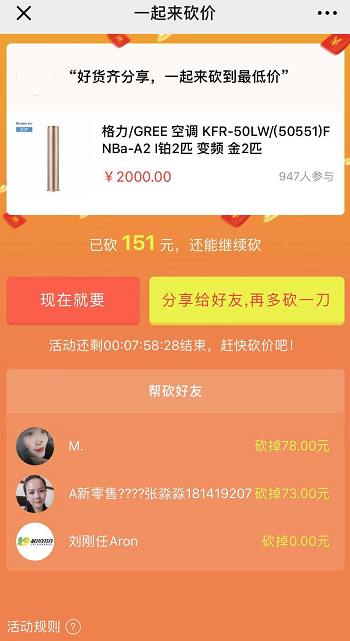 一起来砍价
“好货齐分享，一起来砍到最低价”
格力/GREE 空调 KFR-50LW/(50551)F
NBa-A2 I铂2匹 变频 金2匹
￥2000.00
947人参与
已砍 151 元，还能继续砍
现在就要
分享给好友,再多砍一刀
活动还剩00:07:58:28结束，赶快砍价吧！
帮砍好友
M.
砍掉78.00元
A新零售????张淼淼181419207
砍掉73.00元
刘刚任Aron
砍掉0.00元
活动规则 ?